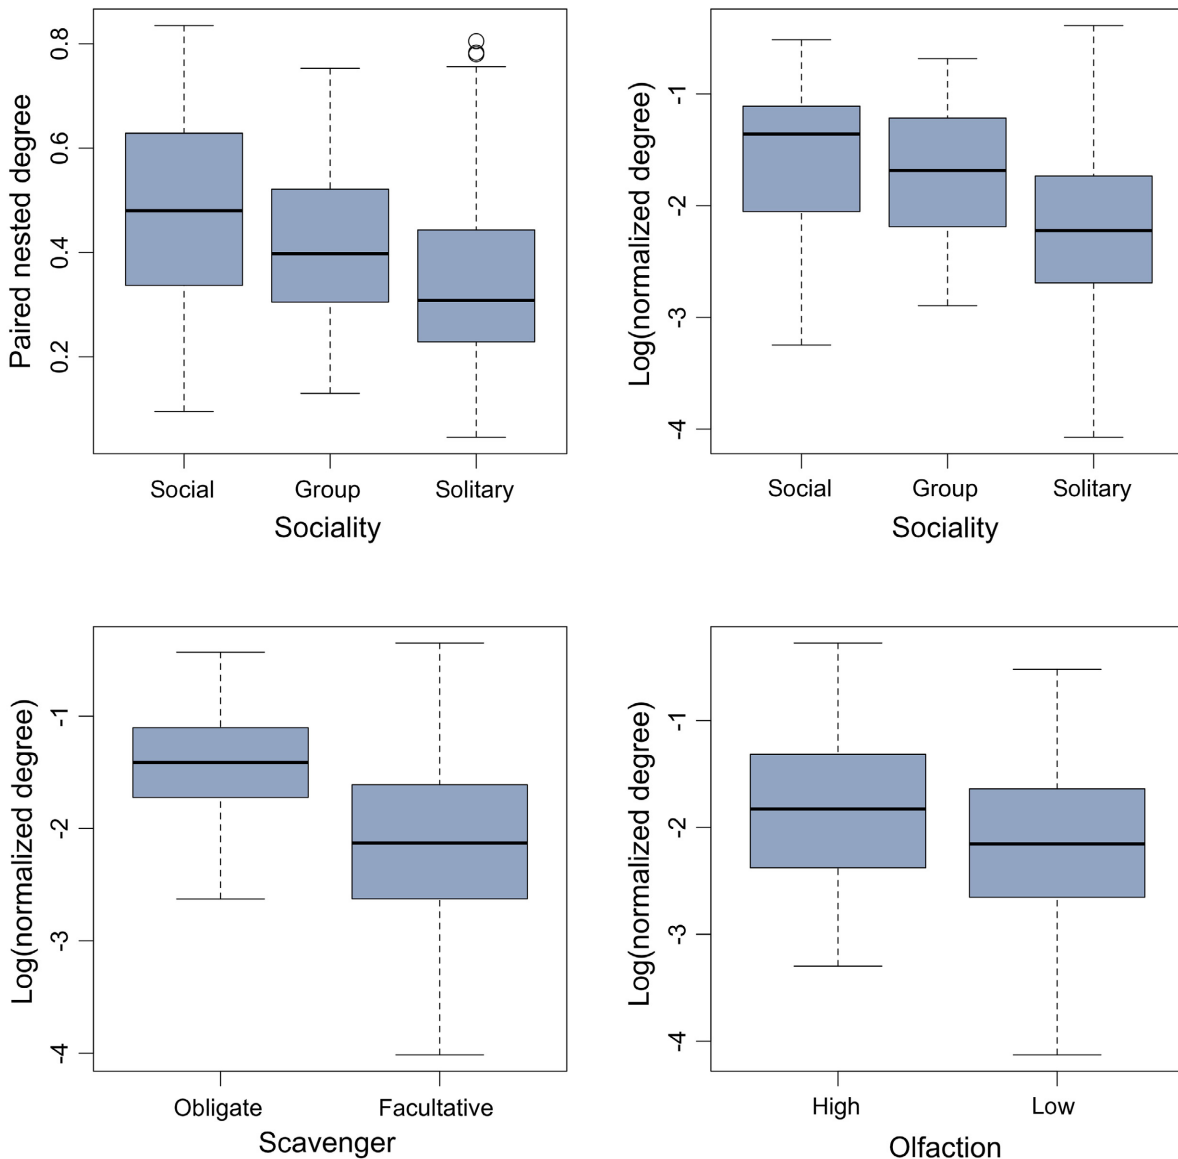 Paired nested degree
0.8
0.6
0.4
0.2
Social Group Solitary
Sociality
Log(normalized degree)
-1
-2
-3
-4
Social Group Solitary
Sociality
Log(normalized degree)
-1
-2
-3
-4
Obligate Facultative
Scavenger
Log(normalized degree)
-1
-2
-3
-4
High Low
Olfaction